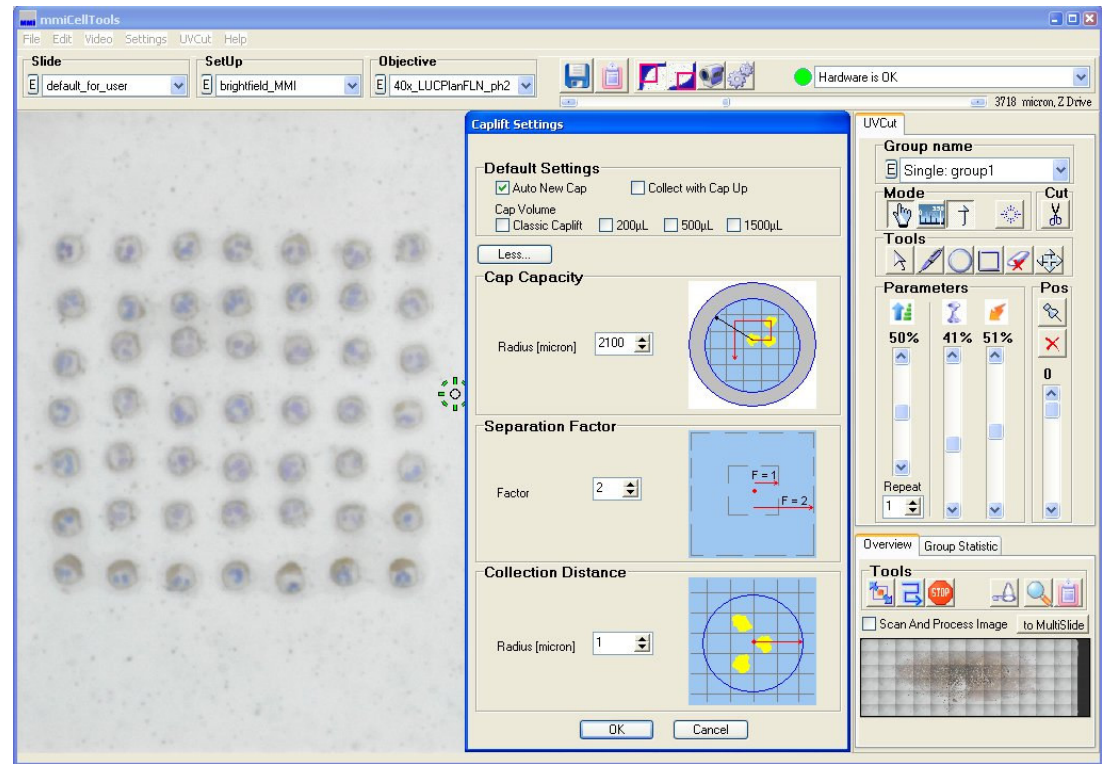 mmi mmiCellTools
File Edit Video Settings UVCut Help
Slide SetUp Objective
E default_for_user E brightfield_MMI E 40x_LUCPlanFLN_ph2 Hardware is OK
3718 micron, Z Drive
Caplift Settings
Default Settings
Auto New Cap Collect with Cap Up
Cap Volume
Classic Caplift 200µL 500µL 1500µL
Less...
Cap Capacity
Radius [micron] 2100
Separation Factor
F = 1
Factor 2
F = 2
Collection Distance
Radius [micron] 1
OK Cancel
UVCut
Group name
E Single: group1
Mode Cut
Tools
Parameters Pos
50% 41% 51%
0
Repeat
1
Overview Group Statistic
Tools
STOP
Scan And Process Image to MultiSlide